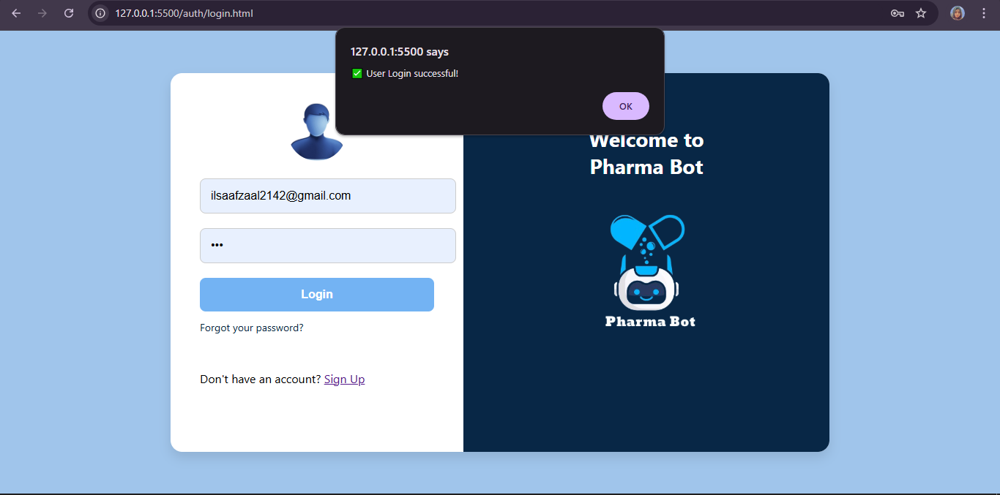 127.0.0.1:5500/auth/login.html
127.0.0.1:5500 says
✅ User Login successful!
OK
ilsaafzaal2142@gmail.com
•••
Login
Forgot your password?
Don't have an account? Sign Up
Welcome to
Pharma Bot
Pharma Bot